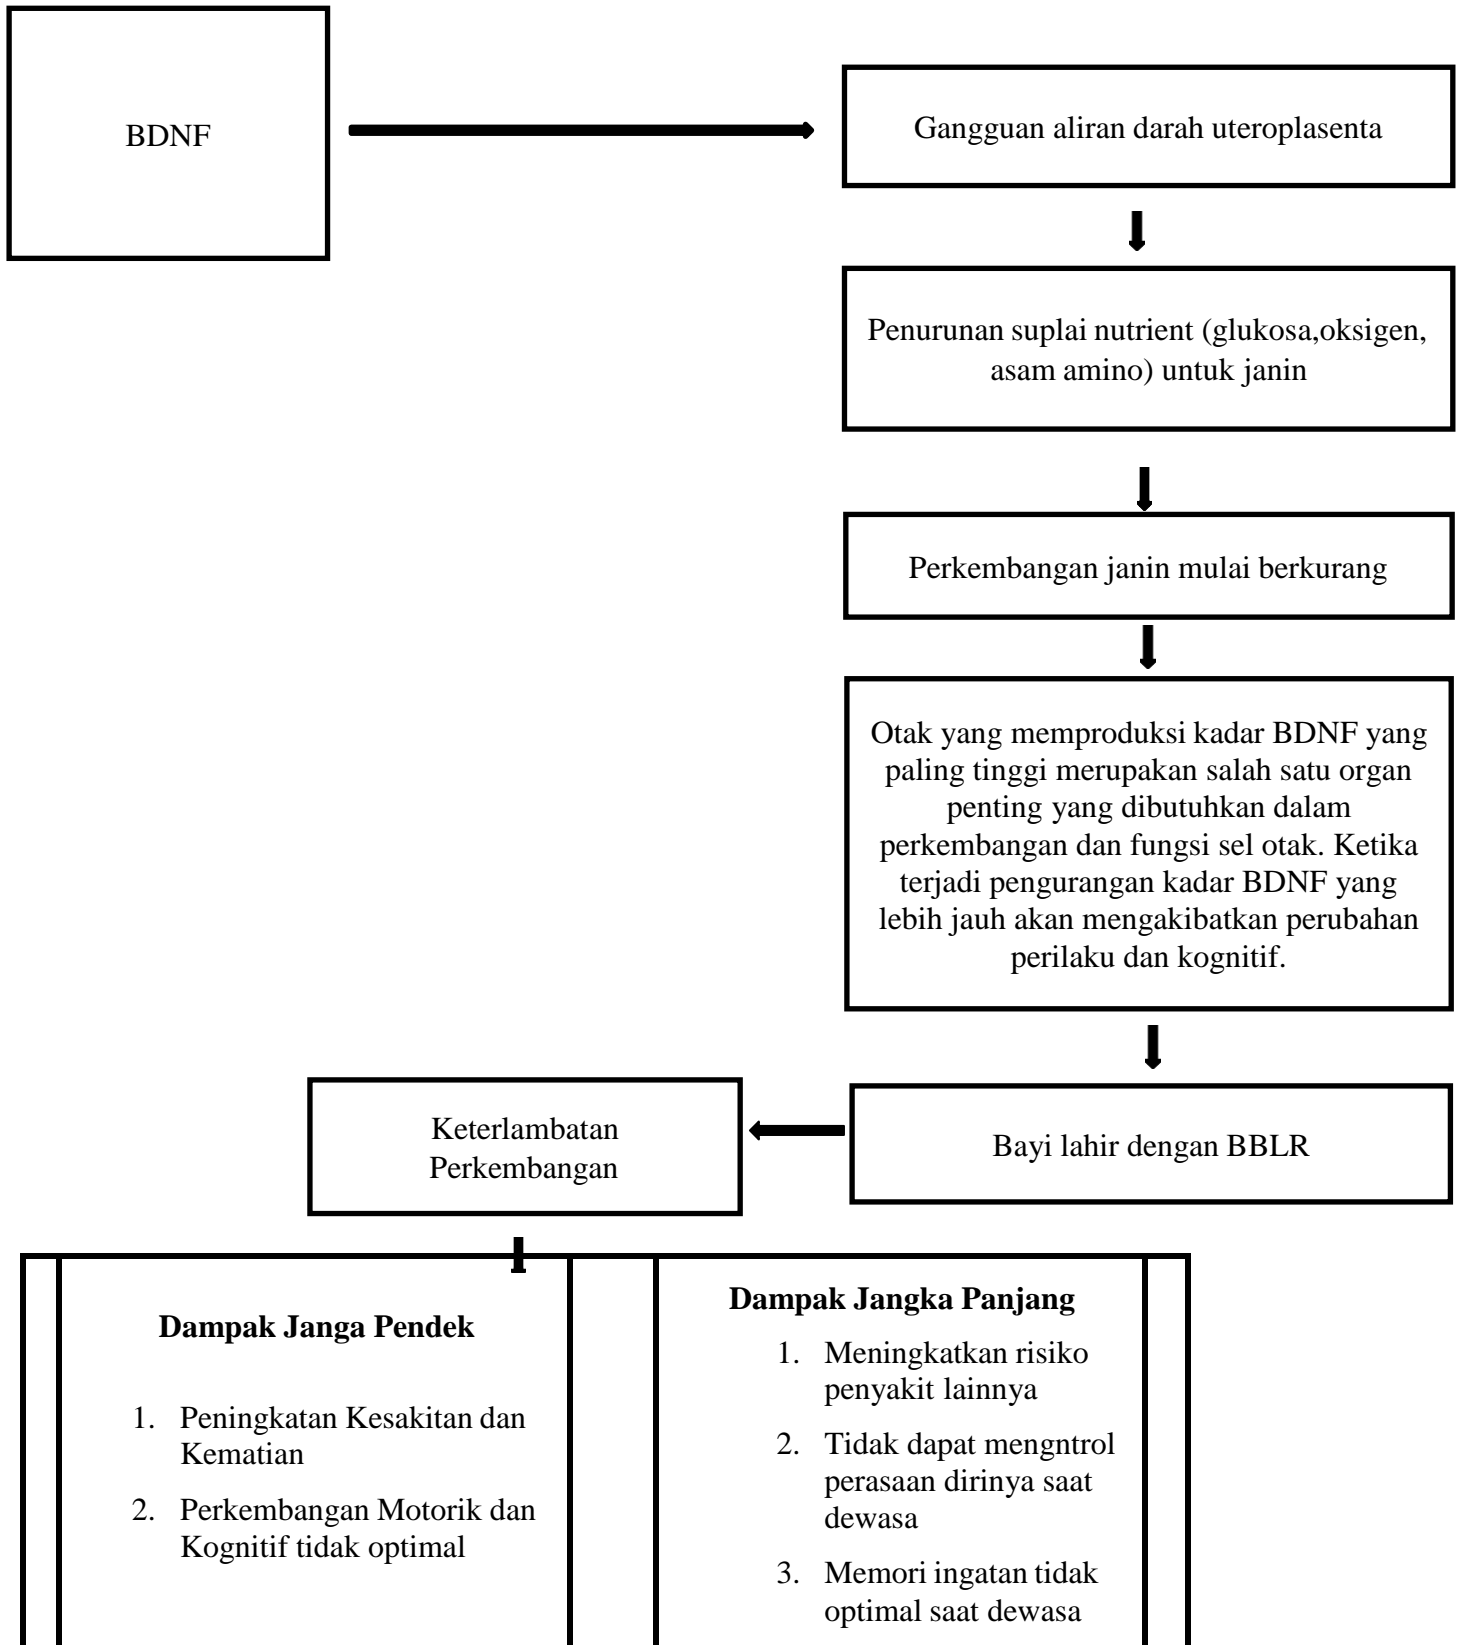 BDNF
Gangguan aliran darah uteroplasenta
Penurunan suplai nutrient (glukosa,oksigen,
asam amino) untuk janin
Perkembangan janin mulai berkurang
Otak yang memproduksi kadar BDNF yang
paling tinggi merupakan salah satu organ
penting yang dibutuhkan dalam
perkembangan dan fungsi sel otak. Ketika
terjadi pengurangan kadar BDNF yang
lebih jauh akan mengakibatkan perubahan
perilaku dan kognitif.
Bayi lahir dengan BBLR
Keterlambatan
Perkembangan
Dampak Janga Pendek
1. Peningkatan Kesakitan dan
Kematian
2. Perkembangan Motorik dan
Kognitif tidak optimal
Dampak Jangka Panjang
1. Meningkatkan risiko
penyakit lainnya
2. Tidak dapat mengntrol
perasaan dirinya saat
dewasa
3. Memori ingatan tidak
optimal saat dewasa